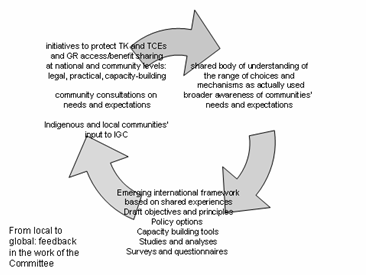 initiatives to protect TK and TCEs
and GR access/benefit sharing
at national and community levels:
legal, practical, capacity-building
community consultations on
needs and expectations
Indigenous and local communities'
input to IGC
shared body of understanding of
the range of choices and
mechanisms as actually used
broader awareness of communities'
needs and expectations
Emerging international framework
based on shared experiences
Draft objectives and principles
Policy options
Capacity building tools
Studies and analyses
Surveys and questionnaires
From local to
global: feedback
in the work of the
Committee